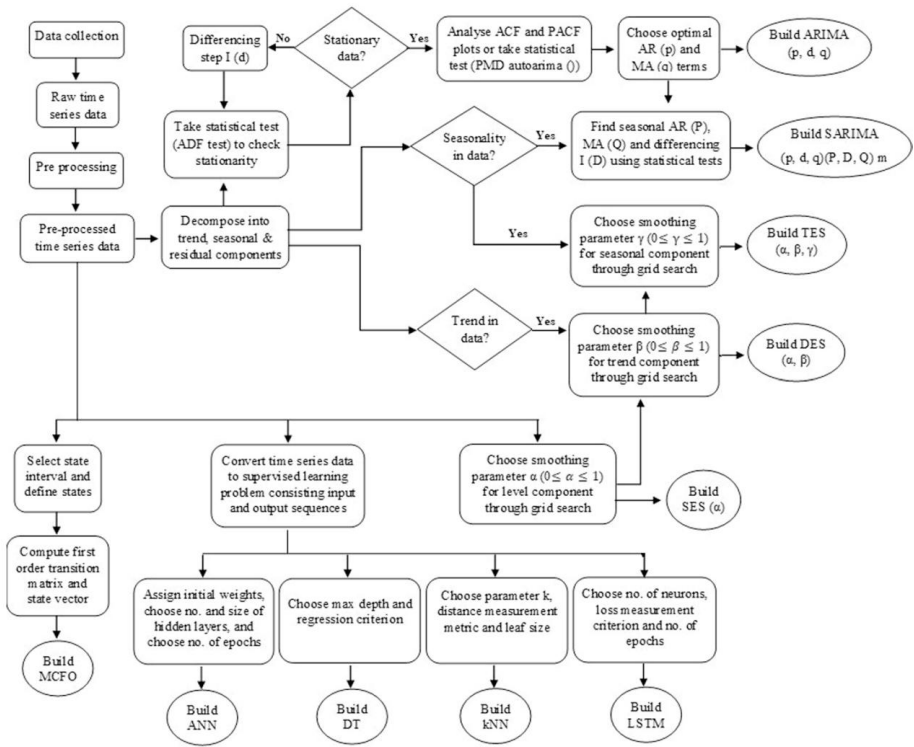 Data collection
Raw time
series data
Pre processing
Pre-processed
time series data
Differencing
step I (d)
No
Stationary
data?
Yes
Analyse ACF and PACF
plots or take statistical
test (PMD autoarima ())
Choose optimal
AR (p) and
MA (q) terms
Build ARIMA
(p, d, q)
Take statistical test
(ADF test) to check
stationarity
Seasonality
in data?
Yes
Find seasonal AR (P),
MA (Q) and differencing
I (D) using statistical tests
Build SARIMA
(p, d, q)(P, D, Q) m
Decompose into
trend, seasonal &
residual components
Yes
Choose smoothing
parameter γ (0≤ γ ≤ 1)
for seasonal component
through grid search
Build TES
(α, β, γ)
Trend in
data?
Yes
Choose smoothing
parameter β (0≤ β ≤ 1)
for trend component
through grid search
Build DES
(α, β)
Select state
interval and
define states
Convert time series data
to supervised learning
problem consisting input
and output sequences
Choose smoothing
parameter α (0≤ α ≤ 1)
for level component
through grid search
Build
SES (α)
Compute first
order transition
matrix and
state vector
Assign initial weights,
choose no. and size of
hidden layers, and
choose no. of epochs
Choose max depth and
regression criterion
Choose parameter k,
distance measurement
metric and leaf size
Choose no. of neurons,
loss measurement
criterion and no. of
epochs
Build
MCFO
Build
ANN
Build
DT
Build
kNN
Build
LSTM